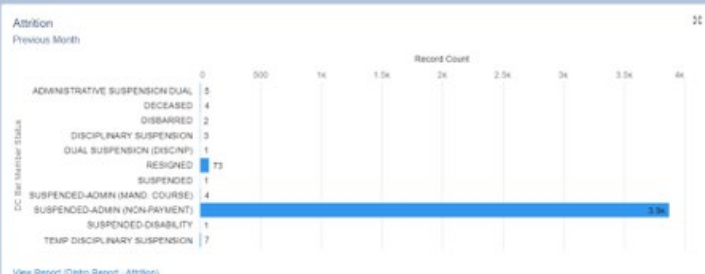 Attrition
Previous Month
Record Count
0 500 1K 1.5K 2K 2.5K 3K 3.5K 4K
DC Bar Member Status
ADMINISTRATIVE SUSPENSION DUAL 5
DECEASED 4
DISBARRED 2
DISCIPLINARY SUSPENSION 3
DUAL SUSPENSION (DISC/NP) 1
RESIGNED 73
SUSPENDED 1
SUSPENDED-ADMIN (MAND. COURSE) 4
SUSPENDED-ADMIN (NON-PAYMENT) 3.9K
SUSPENDED-DISABILITY 1
TEMP DISCIPLINARY SUSPENSION 7
View Report ( Report - Attrition)